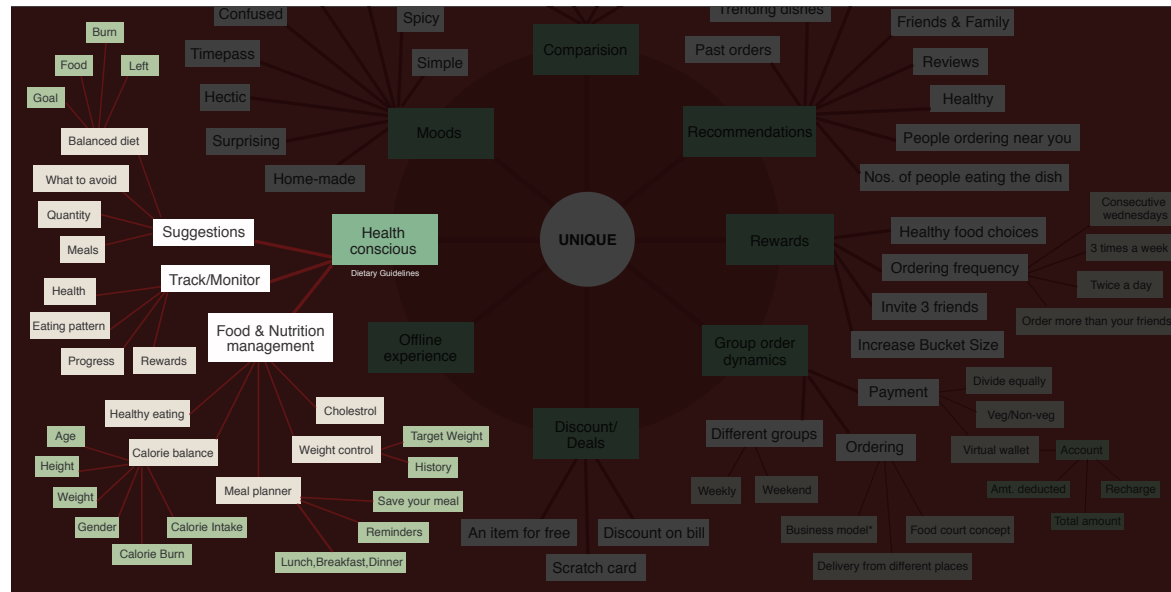 Burn
Food
Left
Goal
Balanced diet
What to avoid
Quantity
Meals
Suggestions
Health
conscious
Dietary Guidelines
Track/Monitor
Health
Eating pattern
Progress
Rewards
Food & Nutrition
management
Healthy eating
Cholestrol
Calorie balance
Weight control
Target Weight
History
Age
Height
Weight
Gender
Calorie Burn
Calorie Intake
Meal planner
Save your meal
Reminders
Lunch,Breakfast,Dinner
Confused
Spicy
Timepass
Simple
Hectic
Surprising
Home-made
Moods
Comparision
UNIQUE
Trending dishes
Past orders
Friends & Family
Reviews
Healthy
People ordering near you
Nos. of people eating the dish
Recommendations
Rewards
Healthy food choices
Ordering frequency
Consecutive
wednesdays
3 times a week
Twice a day
Order more than your friends
Invite 3 friends
Increase Bucket Size
Offline
experience
Group order
dynamics
Payment
Divide equally
Veg/Non-veg
Virtual wallet
Account
Amt. deducted
Recharge
Total amount
Different groups
Weekly
Weekend
Ordering
Business model*
Food court concept
Delivery from different places
Discount/
Deals
An item for free
Discount on bill
Scratch card